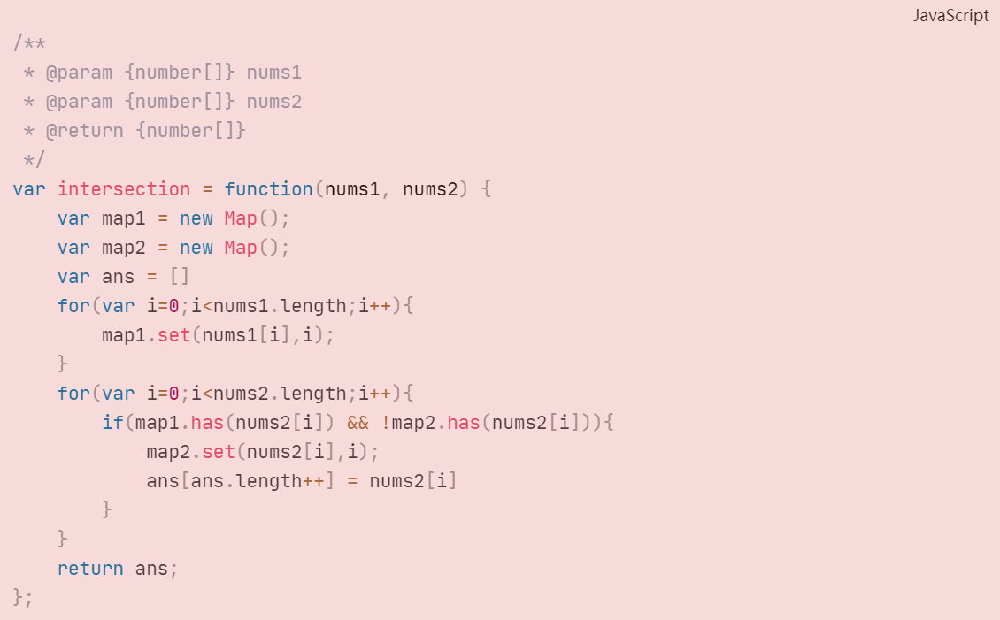 JavaScript
/**
 * @param {number[]} nums1
 * @param {number[]} nums2
 * @return {number[]}
 */
var intersection = function(nums1, nums2) {
    var map1 = new Map();
    var map2 = new Map();
    var ans = []
    for(var i=0;i<nums1.length;i++){
        map1.set(nums1[i],i);
    }
    for(var i=0;i<nums2.length;i++){
        if(map1.has(nums2[i]) && !map2.has(nums2[i])){
            map2.set(nums2[i],i);
            ans[ans.length++] = nums2[i]
        }
    }
    return ans;
};